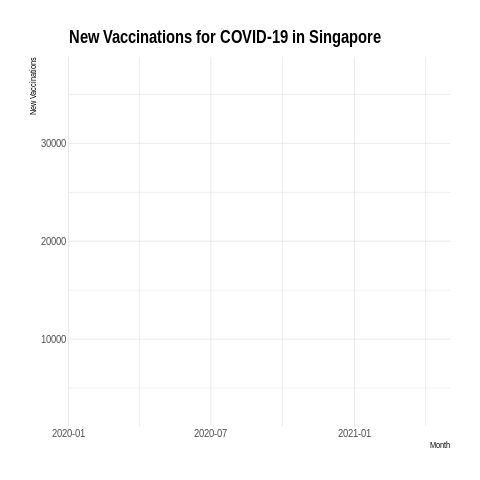 New Vaccinations for COVID-19 in Singapore
New Vaccinations
30000
20000
10000
2020-01
2020-07
2021-01
Month